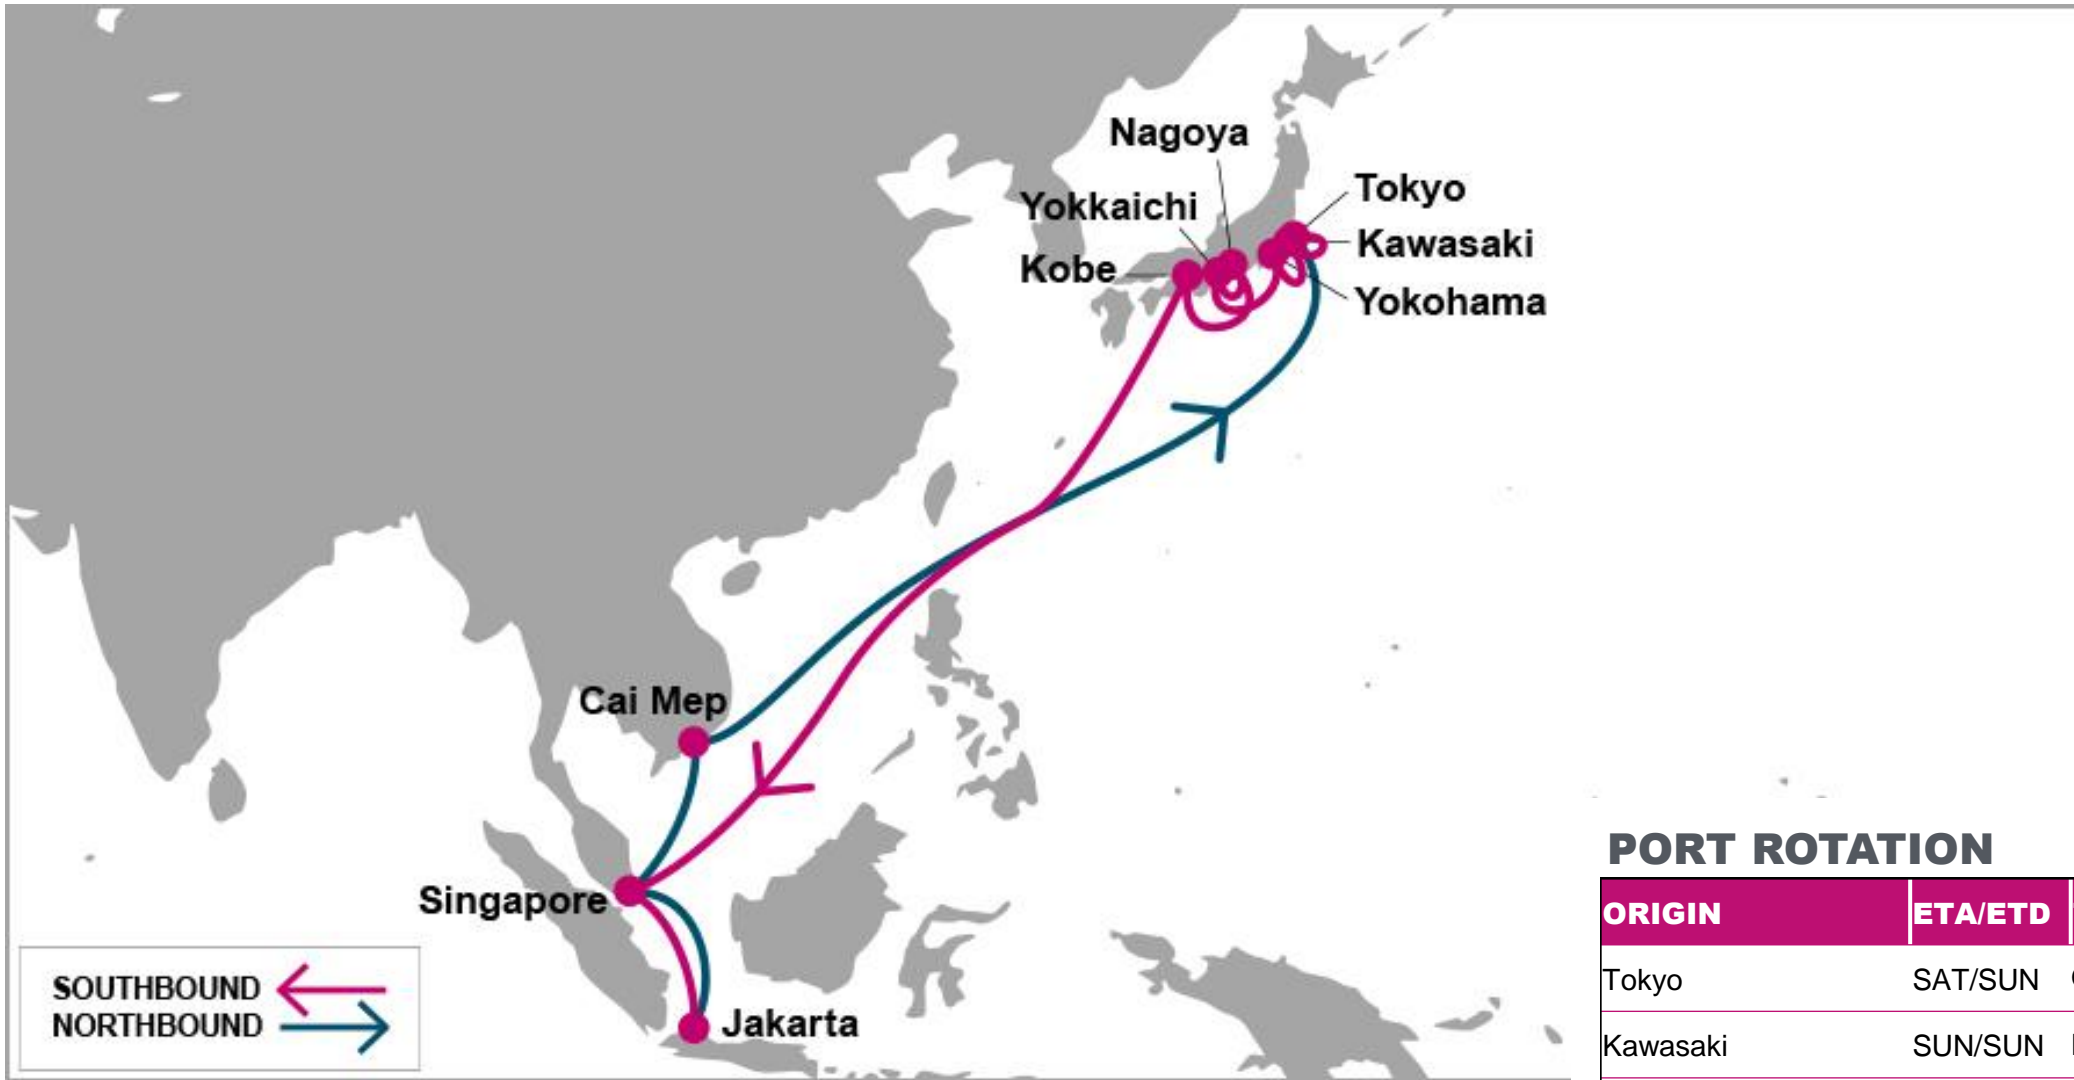 Nagoya
Tokyo
Yokkaichi
Kawasaki
Kobe
Yokohama
Cai Mep
Singapore
Jakarta
SOUTHBOUND
NORTHBOUND
PORT ROTATION
ORIGIN ETA/ETD
Tokyo SAT/SUN
Kawasaki SUN/SUN